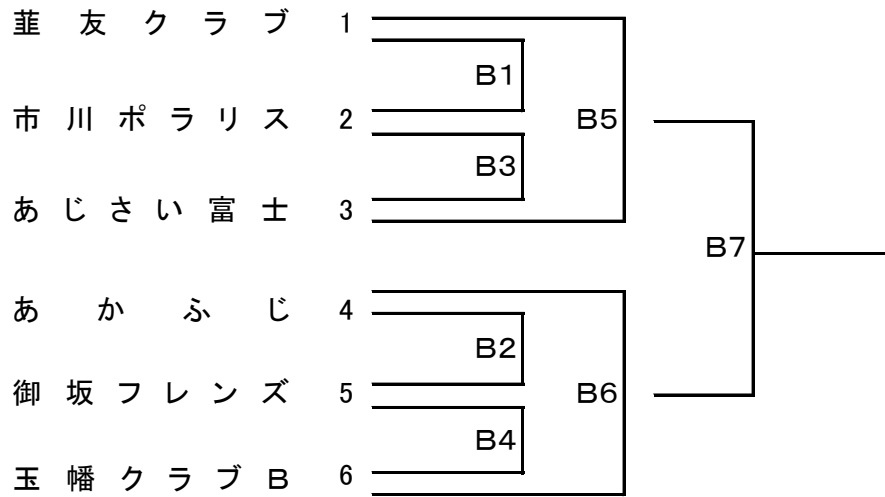 韮友クラブ 1
B1
市川ポラリス 2
B5
B3
あじさい富士 3
B7
あかふじ 4
B2
御坂フレンズ 5
B6
B4
玉幡クラブB 6